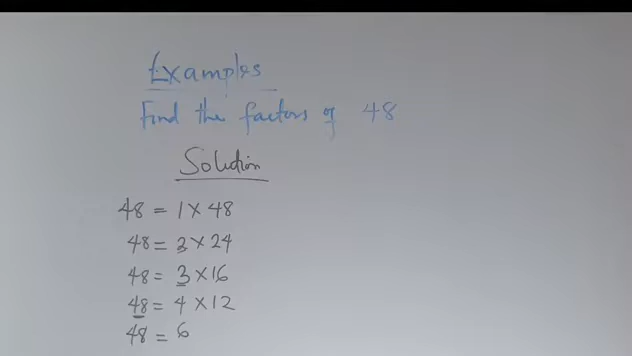 Examples
Find the factors of 48
Solution
48 = 1 X 48
48 = 2 X 24
48 = 3 X 16
48 = 4 X 12
48 = 6